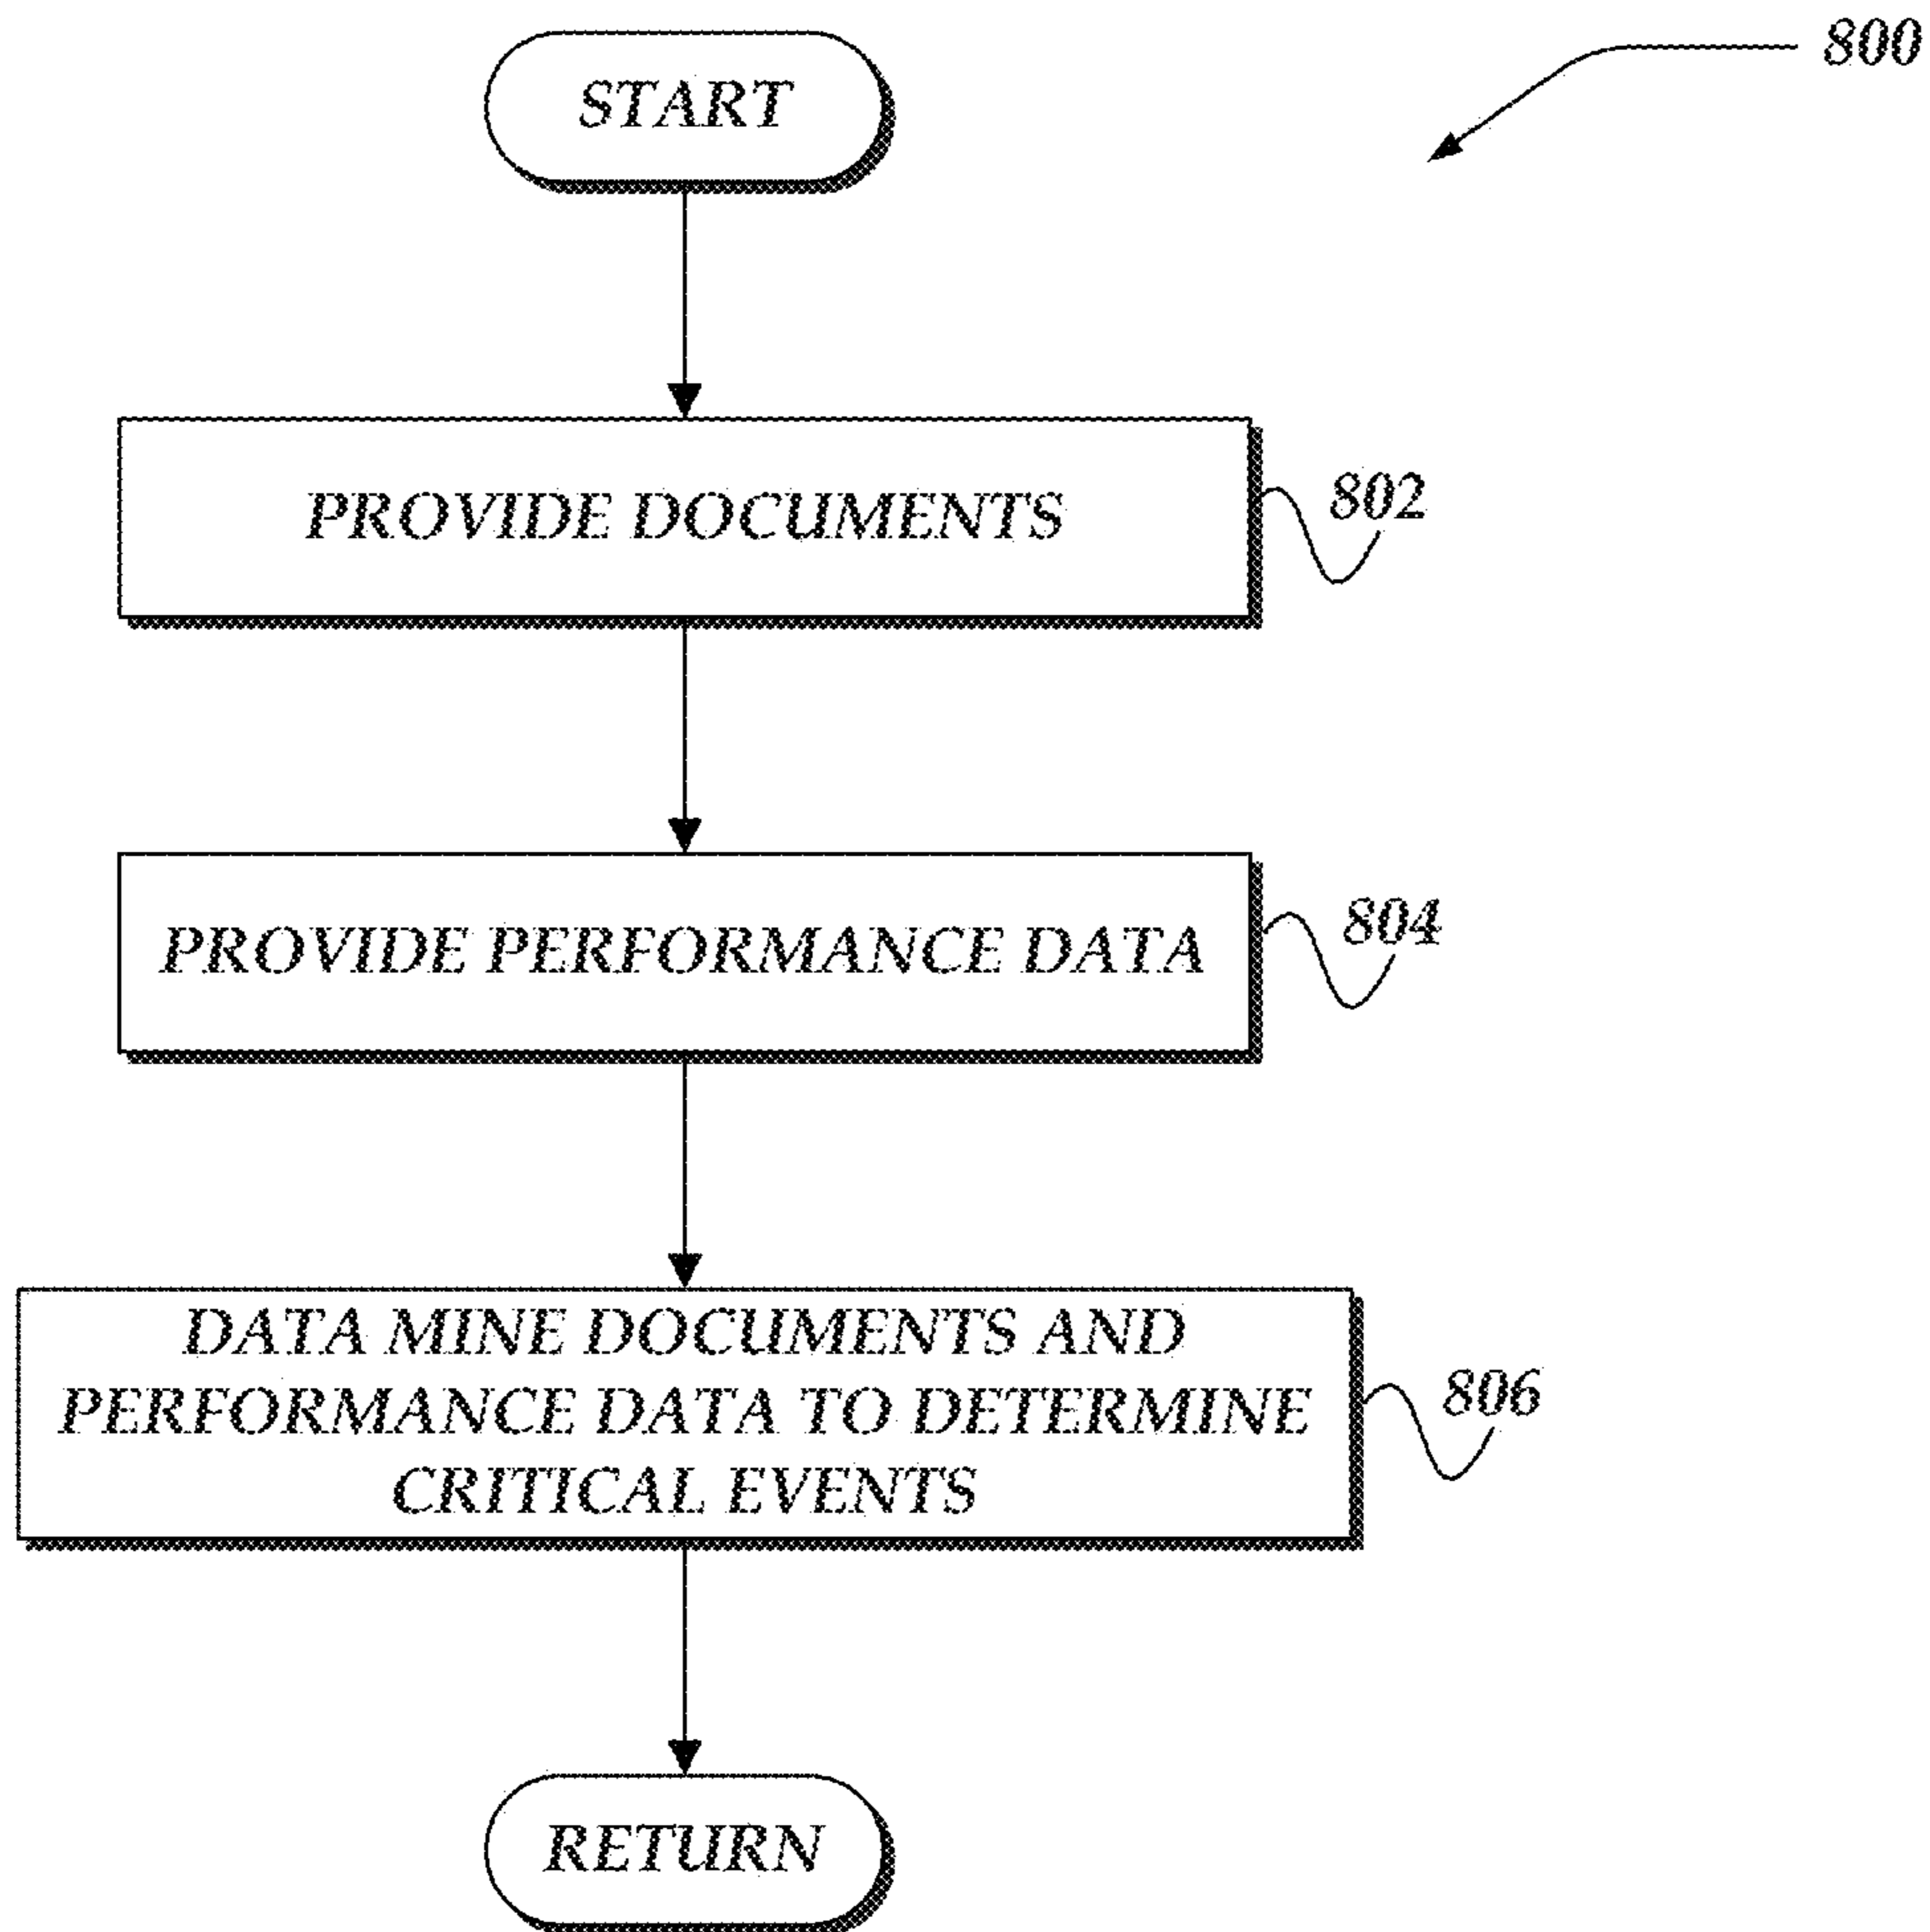 800
START
PROVIDE DOCUMENTS
802
PROVIDE PERFORMANCE DATA
804
DATA MINE DOCUMENTS AND
PERFORMANCE DATA TO DETERMINE
CRITICAL EVENTS
806
RETURN